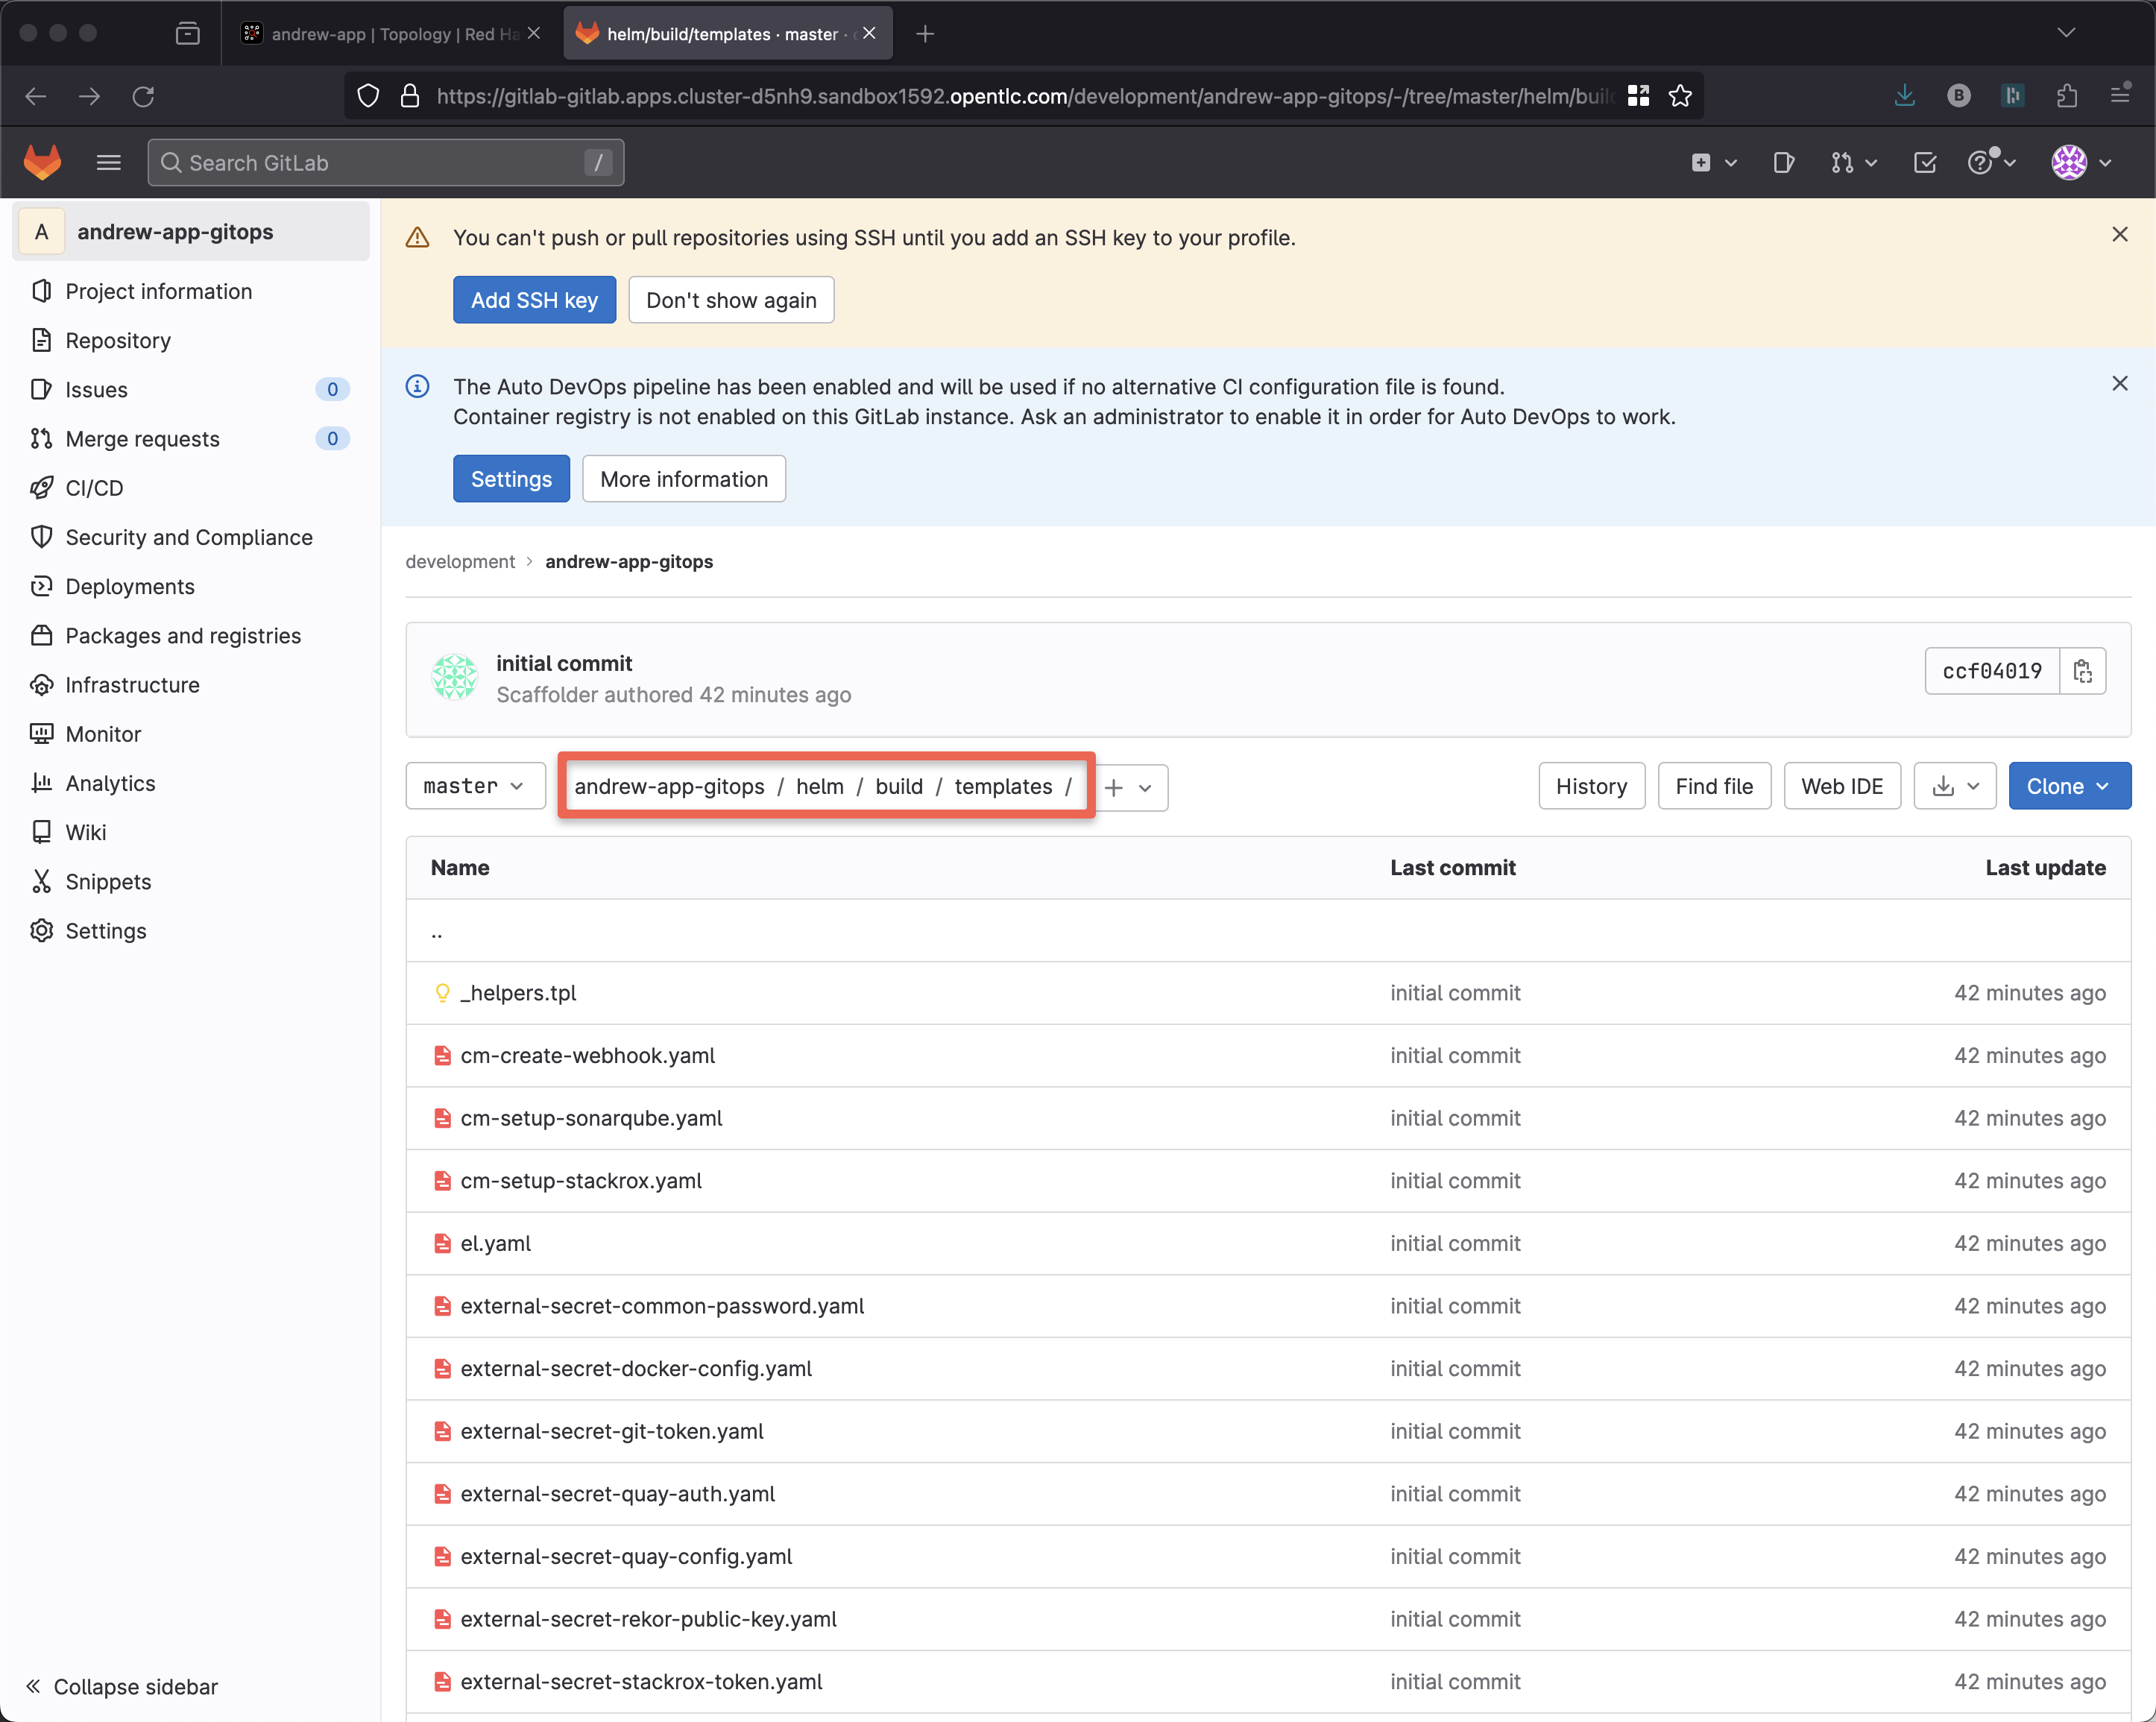 andrew-app | Topology | Red Ha
helm/build/templates · master ·
https://gitlab-gitlab.apps.cluster-d5nh9.sandbox1592.opentlc.com/development/andrew-app-gitops/-/tree/master/helm/buil
B
Search GitLab
/
A andrew-app-gitops
Project information
Repository
Issues 0
Merge requests 0
CI/CD
Security and Compliance
Deployments
Packages and registries
Infrastructure
Monitor
Analytics
Wiki
Snippets
Settings
Collapse sidebar
You can't push or pull repositories using SSH until you add an SSH key to your profile.
Add SSH key Don't show again
The Auto DevOps pipeline has been enabled and will be used if no alternative CI configuration file is found.
Container registry is not enabled on this GitLab instance. Ask an administrator to enable it in order for Auto DevOps to work.
Settings More information
development > andrew-app-gitops
initial commit
Scaffolder authored 42 minutes ago
ccf04019
master andrew-app-gitops / helm / build / templates / + History Find file Web IDE Clone
Name Last commit Last update
..
_helpers.tpl initial commit 42 minutes ago
cm-create-webhook.yaml initial commit 42 minutes ago
cm-setup-sonarqube.yaml initial commit 42 minutes ago
cm-setup-stackrox.yaml initial commit 42 minutes ago
el.yaml initial commit 42 minutes ago
external-secret-common-password.yaml initial commit 42 minutes ago
external-secret-docker-config.yaml initial commit 42 minutes ago
external-secret-git-token.yaml initial commit 42 minutes ago
external-secret-quay-auth.yaml initial commit 42 minutes ago
external-secret-quay-config.yaml initial commit 42 minutes ago
external-secret-rekor-public-key.yaml initial commit 42 minutes ago
external-secret-stackrox-token.yaml initial commit 42 minutes ago